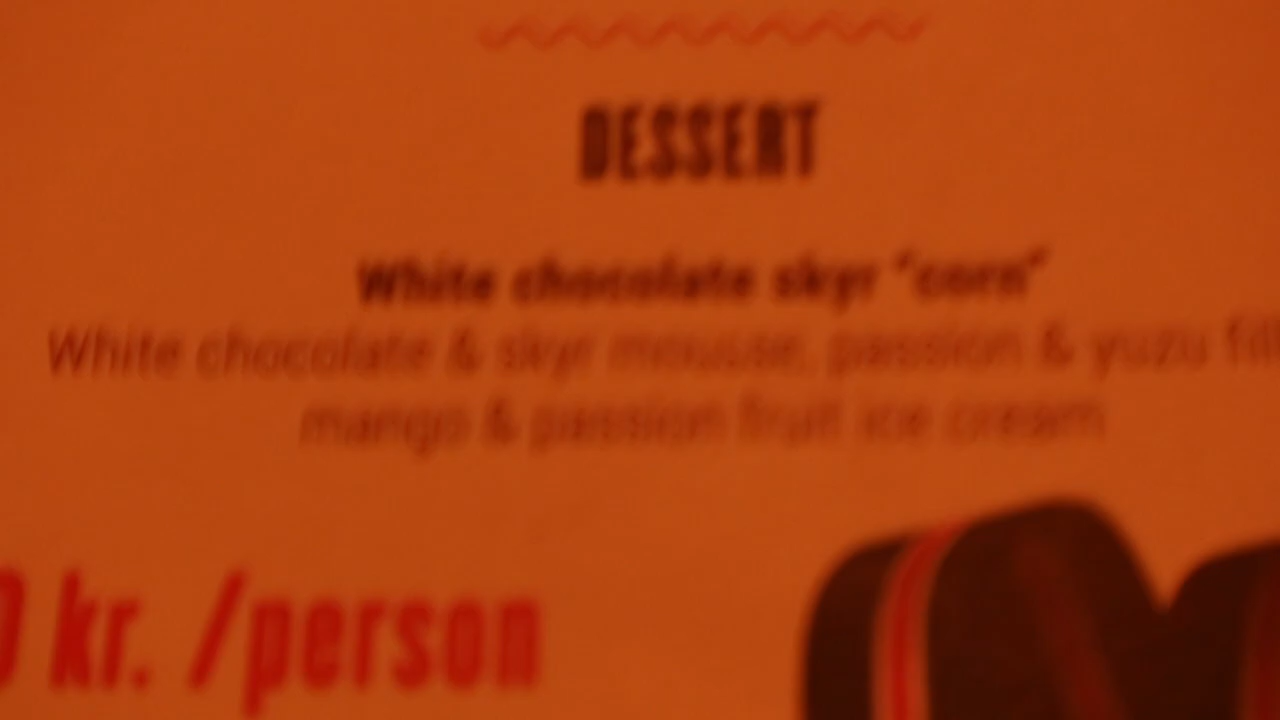 DESSERT
White chocolate skyr "corn"
White chocolate & skyr mousse, passion & yuzu
mango & passion fruit ice cream
kr. /person